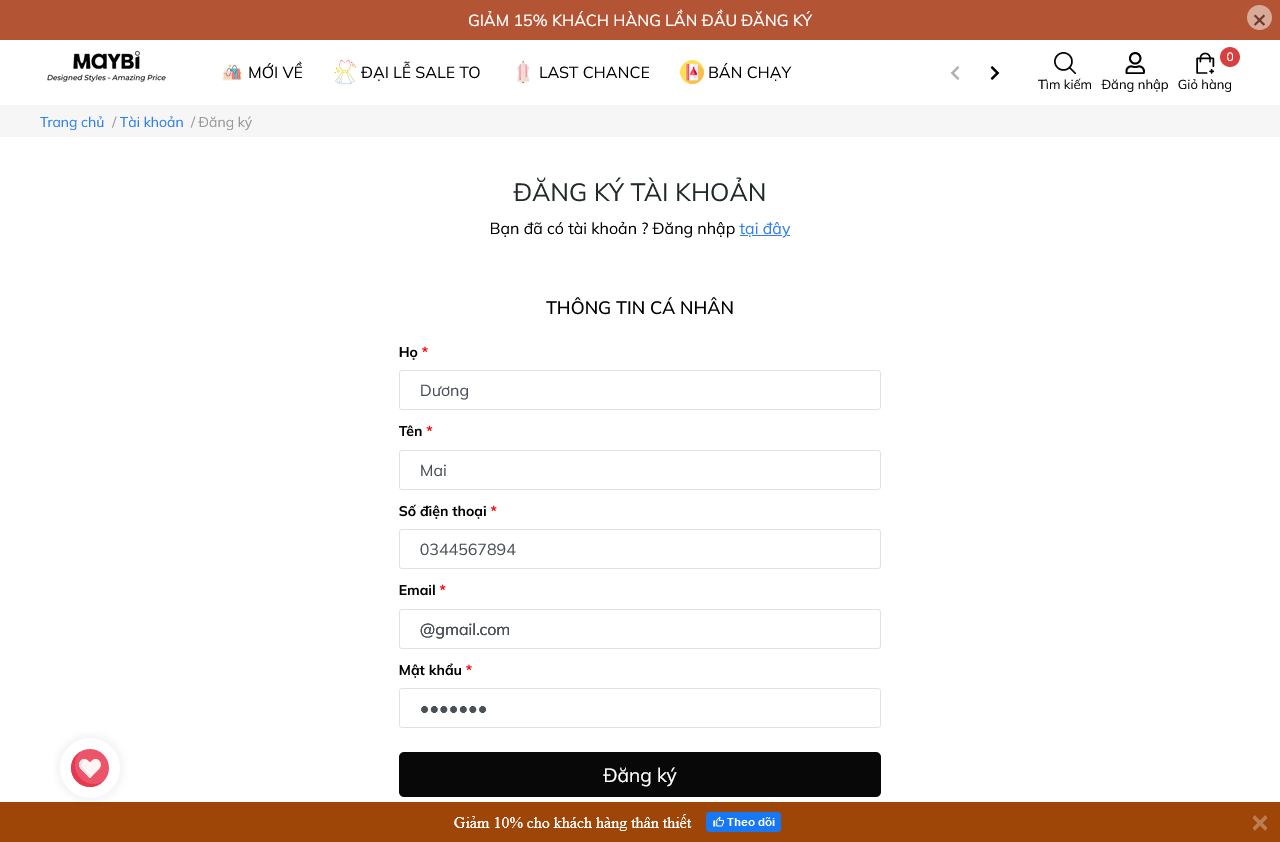 GIẢM 15% KHÁCH HÀNG LẦN ĐẦU ĐĂNG KÝ
MAYBI
Designed Styles - Amazing Price
MỚI VỀ
ĐẠI LỄ SALE TO
LAST CHANCE
BÁN CHẠY
Tìm kiếm
Đăng nhập
0
Giỏ hàng
Trang chủ / Tài khoản / Đăng ký
ĐĂNG KÝ TÀI KHOẢN
Bạn đã có tài khoản ? Đăng nhập tại đây
THÔNG TIN CÁ NHÂN
Họ *
Dương
Tên *
Mai
Số điện thoại *
0344567894
Email *
@gmail.com
Mật khẩu *
•••••••
Đăng ký
Giảm 10% cho khách hàng thân thiết
Theo dõi